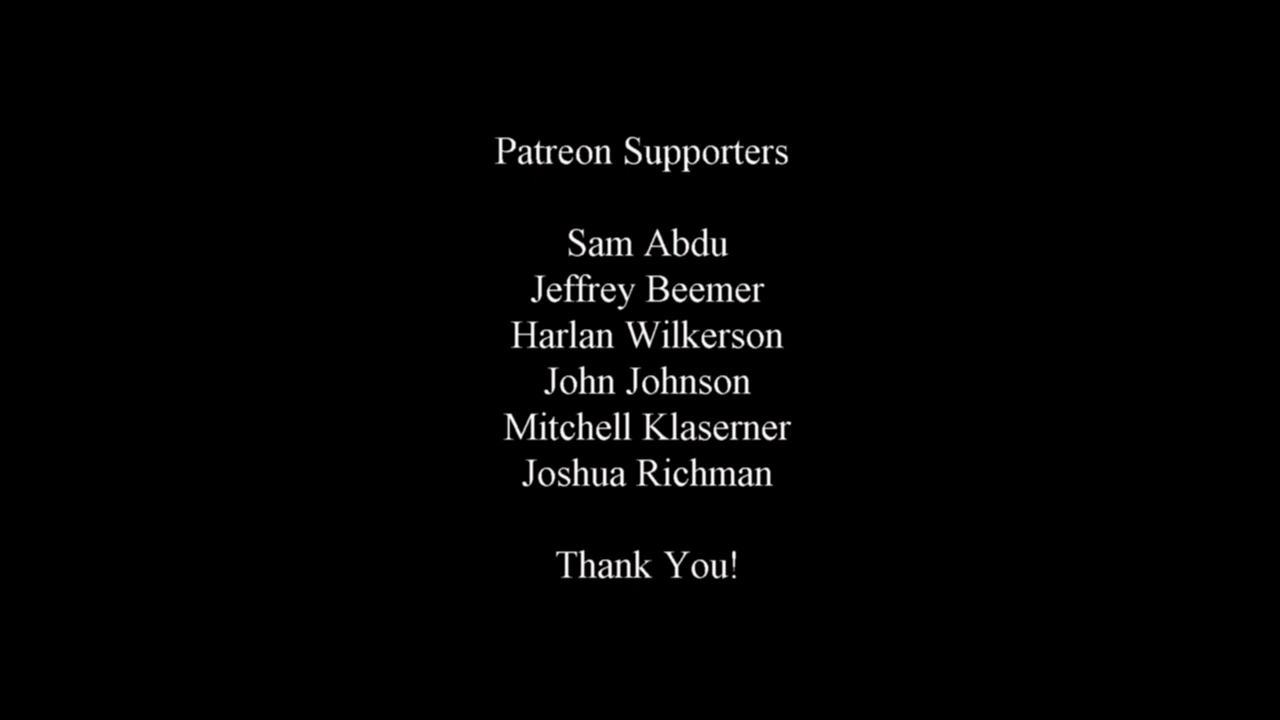 Patreon Supporters
Sam Abdu
Jeffrey Beemer
Harlan Wilkerson
John Johnson
Mitchell Klaserner
Joshua Richman
Thank You!